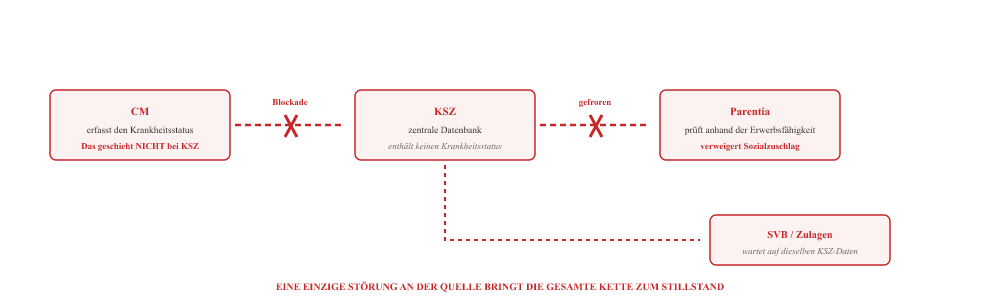 Blockade
gefroren
CM
erfasst den Krankheitsstatus
Das geschieht NICHT bei KSZ
KSZ
zentrale Datenbank
enthält keinen Krankheitsstatus
Parentia
prüft anhand der Erwerbsfähigkeit
verweigert Sozialzuschlag
SVB / Zulagen
wartet auf dieselben KSZ-Daten
EINE EINZIGE STÖRUNG AN DER QUELLE BRINGT DIE GESAMTE KETTE ZUM STILLSTAND